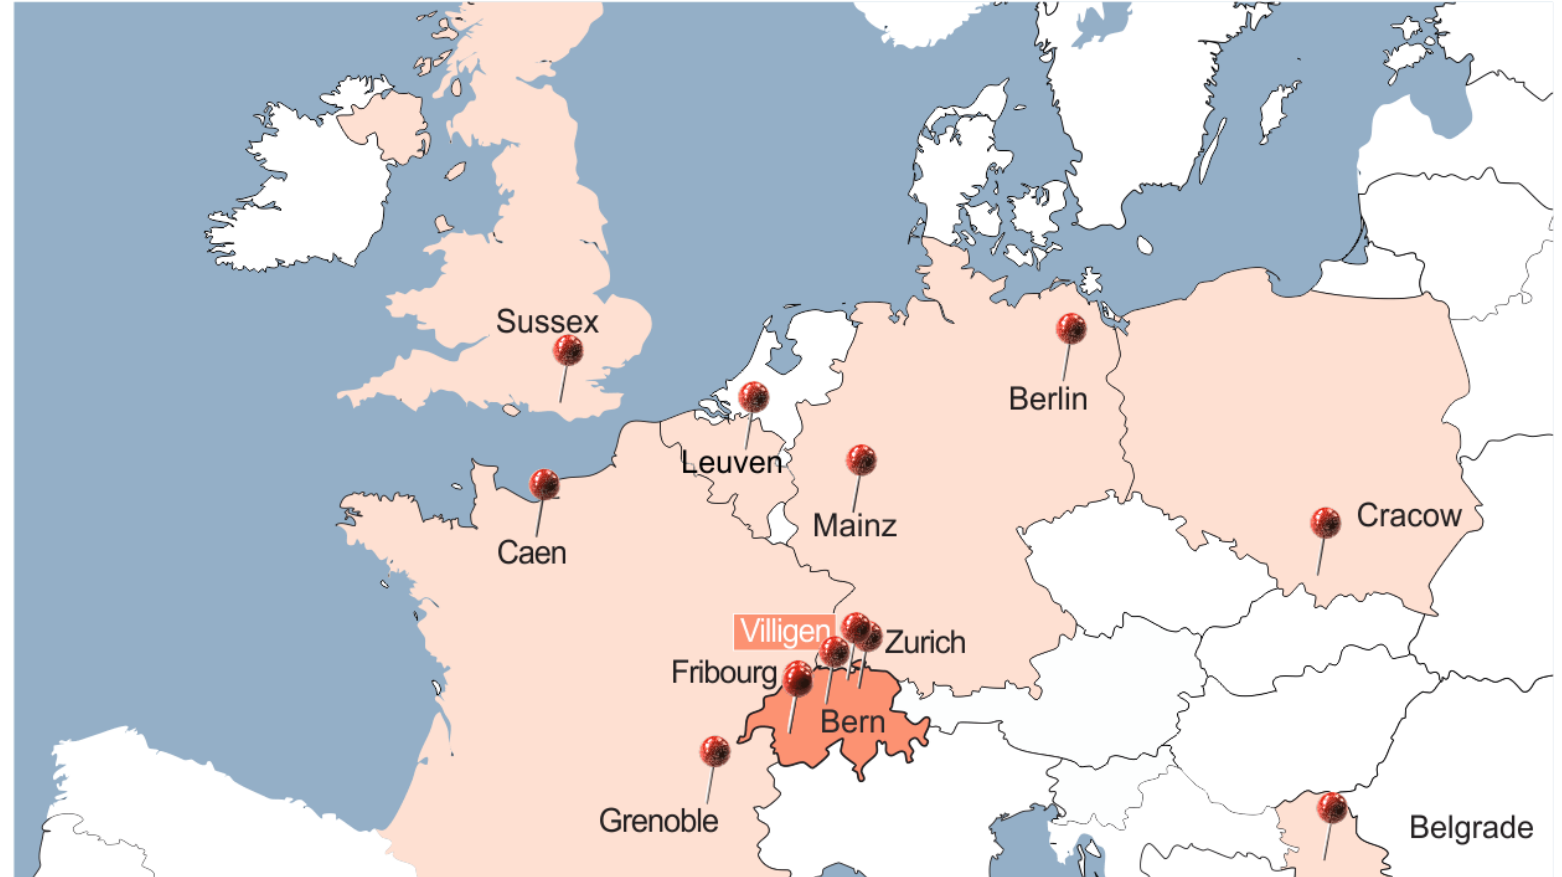 Sussex
Berlin
Leuven
Mainz
Cracow
Caen
Villigen
Zurich
Fribourg
Bern
Grenoble
Belgrade